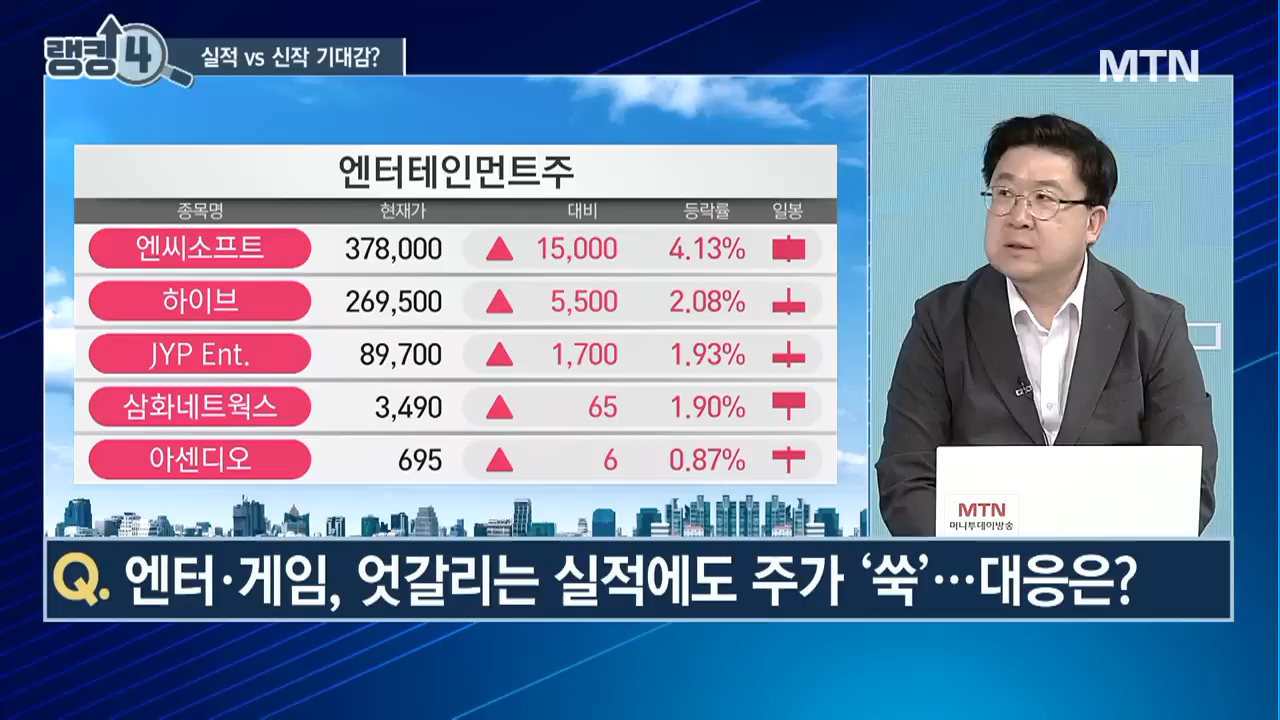 랭킹4
실적 vs 신작 기대감?
MTN
엔터테인먼트주
종목명 현재가 대비 등락률 일봉
엔씨소프트 378,000 ▲ 15,000 4.13%
하이브 269,500 ▲ 5,500 2.08%
JYP Ent. 89,700 ▲ 1,700 1.93%
삼화네트웍스 3,490 ▲ 65 1.90%
아센디오 695 ▲ 6 0.87%
MTN
머니투데이방송
Q. 엔터·게임, 엇갈리는 실적에도 주가 ‘쑥’…대응은?